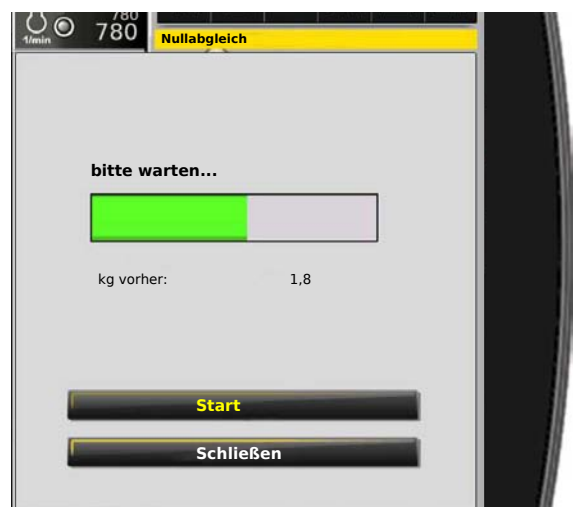 780
1/min 780
Nullabgleich
bitte warten...
kg vorher: 1,8
Start
Schließen